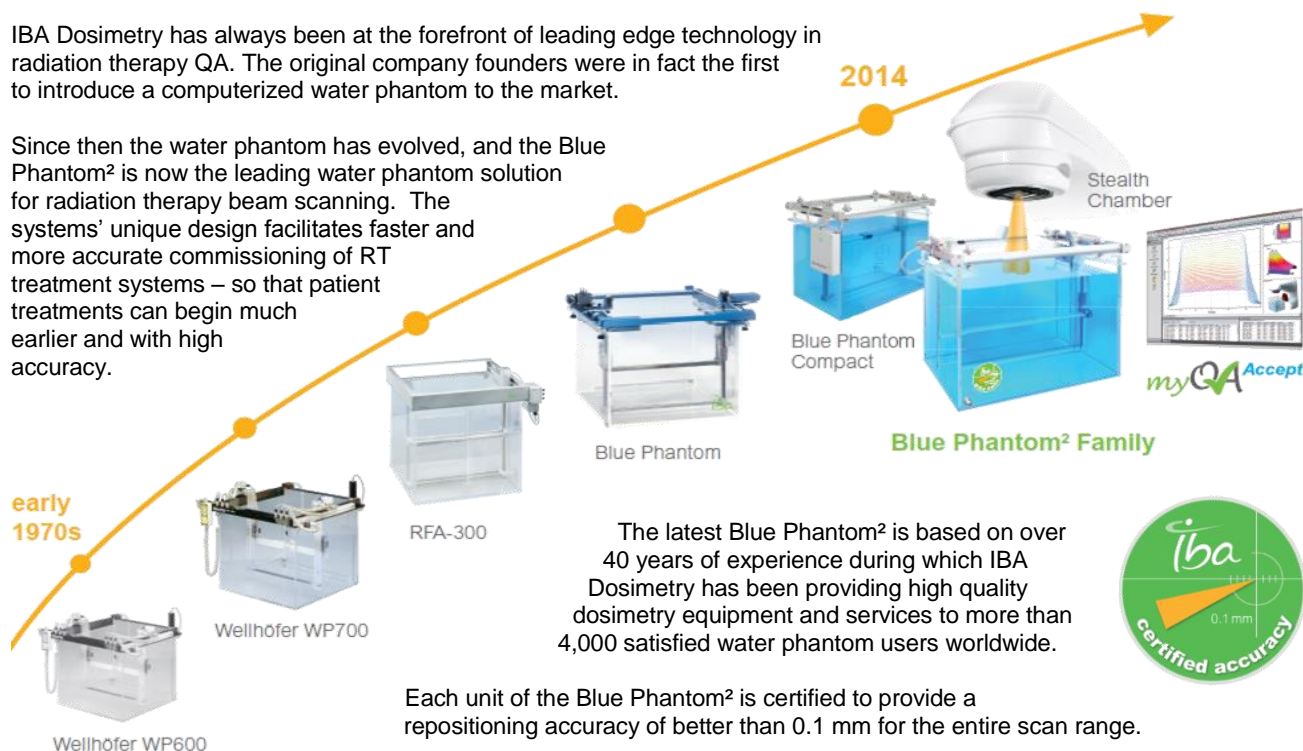 IBA Dosimetry has always been at the forefront of leading edge technology in
radiation therapy QA. The original company founders were in fact the first
to introduce a computerized water phantom to the market.
2014
Since then the water phantom has evolved, and the Blue
Phantom² is now the leading water phantom solution
for radiation therapy beam scanning. The
systems’ unique design facilitates faster and
more accurate commissioning of RT
treatment systems – so that patient
treatments can begin much
earlier and with high
accuracy.
Stealth
Chamber
Blue Phantom
Compact
myQA Accept
Blue Phantom
Blue Phantom² Family
early
1970s
RFA-300
Wellhöfer WP700
Wellhöfer WP600
The latest Blue Phantom² is based on over
40 years of experience during which IBA
Dosimetry has been providing high quality
dosimetry equipment and services to more than
4,000 satisfied water phantom users worldwide.
iba
0.1 mm
certified accuracy
Each unit of the Blue Phantom² is certified to provide a
repositioning accuracy of better than 0.1 mm for the entire scan range.